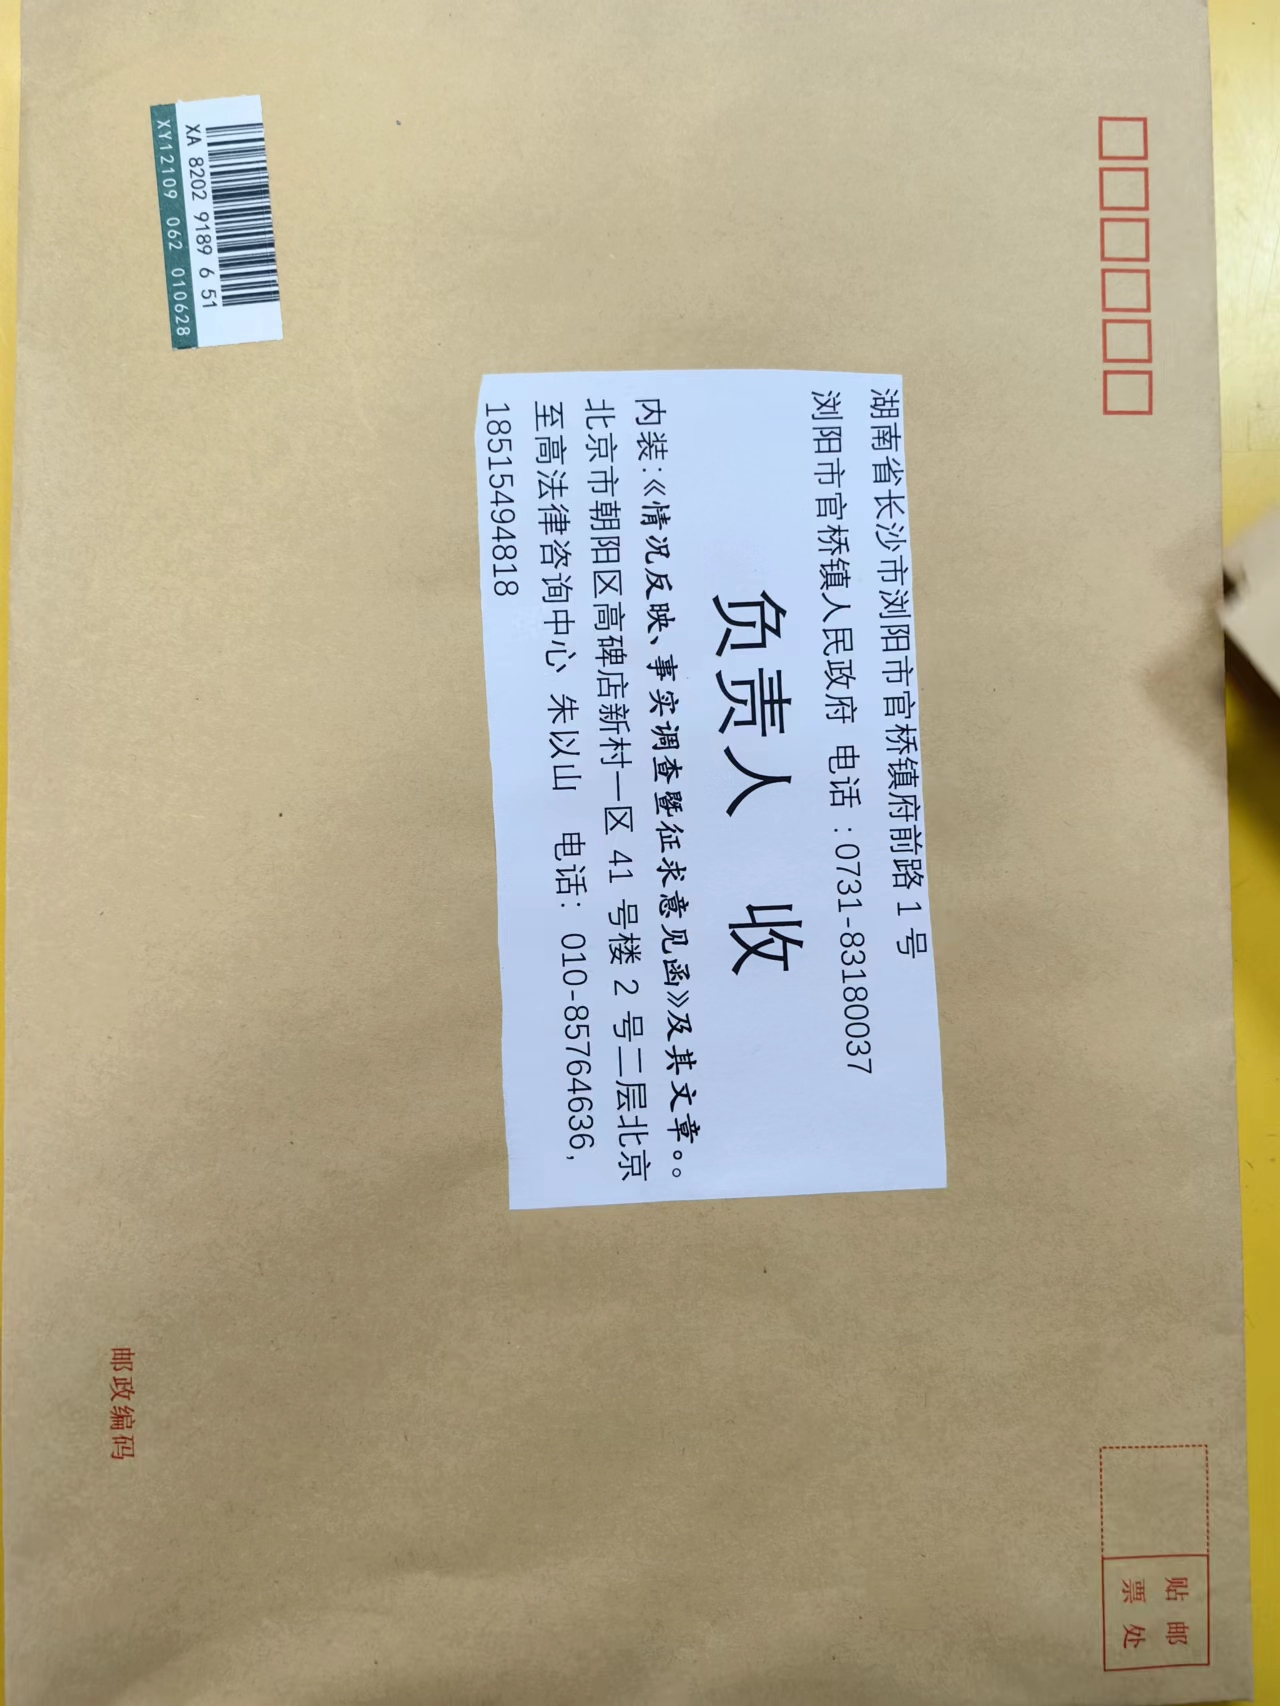 XA 8202 9189 6 51
XY12109 062 010628
湖南省长沙市浏阳市官桥镇府前路 1 号
浏阳市官桥镇人民政府 电话：0731-83180037
负责人 收
内装：《情况反映、事实调查暨征求意见函》及其文章。。
北京市朝阳区高碑店新村一区 41 号楼 2 号二层北京
至高法律咨询中心 朱以山 电话：010-85764636，
18515494818
贴 邮
票 处
邮政编码